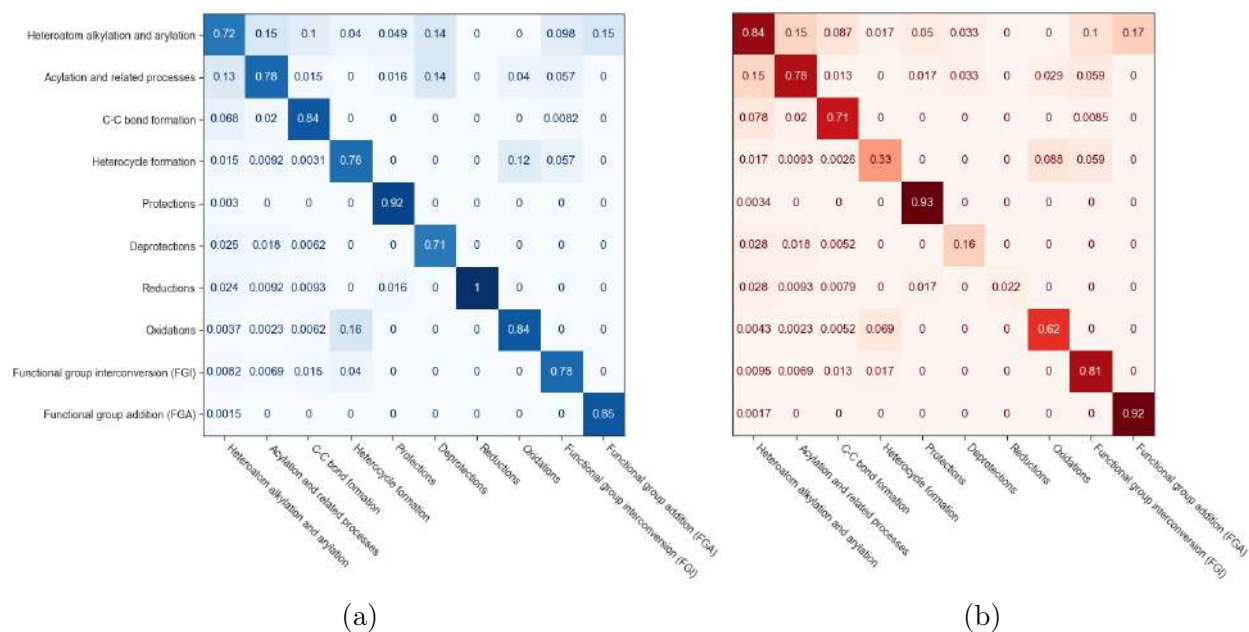 Heteroatom alkylation and arylation 0.72 0.15 0.1 0.04 0.049 0.14 0 0 0.098 0.15 0.84 0.15 0.087 0.017 0.05 0.033 0 0 0.1 0.17
Acylation and related processes 0.13 0.78 0.015 0 0.016 0.14 0 0.04 0.057 0 0.15 0.78 0.013 0 0.017 0.033 0 0.029 0.059 0
C-C bond formation 0.068 0.02 0.84 0 0 0 0 0 0.0082 0 0.078 0.02 0.71 0 0 0 0 0 0.0085 0
Heterocycle formation 0.015 0.0092 0.0031 0.76 0 0 0 0.12 0.057 0 0.017 0.0093 0.0026 0.33 0 0 0 0.088 0.059 0
Protections 0.003 0 0 0 0.92 0 0 0 0 0 0.0034 0 0 0 0.93 0 0 0 0 0
Deprotections 0.025 0.018 0.0062 0 0 0.71 0 0 0 0 0.028 0.018 0.0052 0 0 0.16 0 0 0 0
Reductions 0.024 0.0092 0.0093 0 0.016 0 1 0 0 0 0.028 0.0093 0.0079 0 0.017 0 0.022 0 0 0
Oxidations 0.0037 0.0023 0.0062 0.16 0 0 0 0.84 0 0 0.0043 0.0023 0.0052 0.069 0 0 0 0.62 0 0
Functional group interconversion (FGI) 0.0082 0.0069 0.015 0.04 0 0 0 0 0.78 0 0.0095 0.0069 0.013 0.017 0 0 0 0 0.81 0
Functional group addition (FGA) 0.0015 0 0 0 0 0 0 0 0 0.85 0.0017 0 0 0 0 0 0 0 0 0.92
Heteroatom alkylation and arylation
Acylation and related processes
C-C bond formation
Heterocycle formation
Protections
Deprotections
Reductions
Oxidations
Functional group interconversion (FGI)
Functional group addition (FGA)
Heteroatom alkylation and arylation
Acylation and related processes
C-C bond formation
Heterocycle formation
Protections
Deprotections
Reductions
Oxidations
Functional group interconversion (FGI)
Functional group addition (FGA)
(a)
(b)